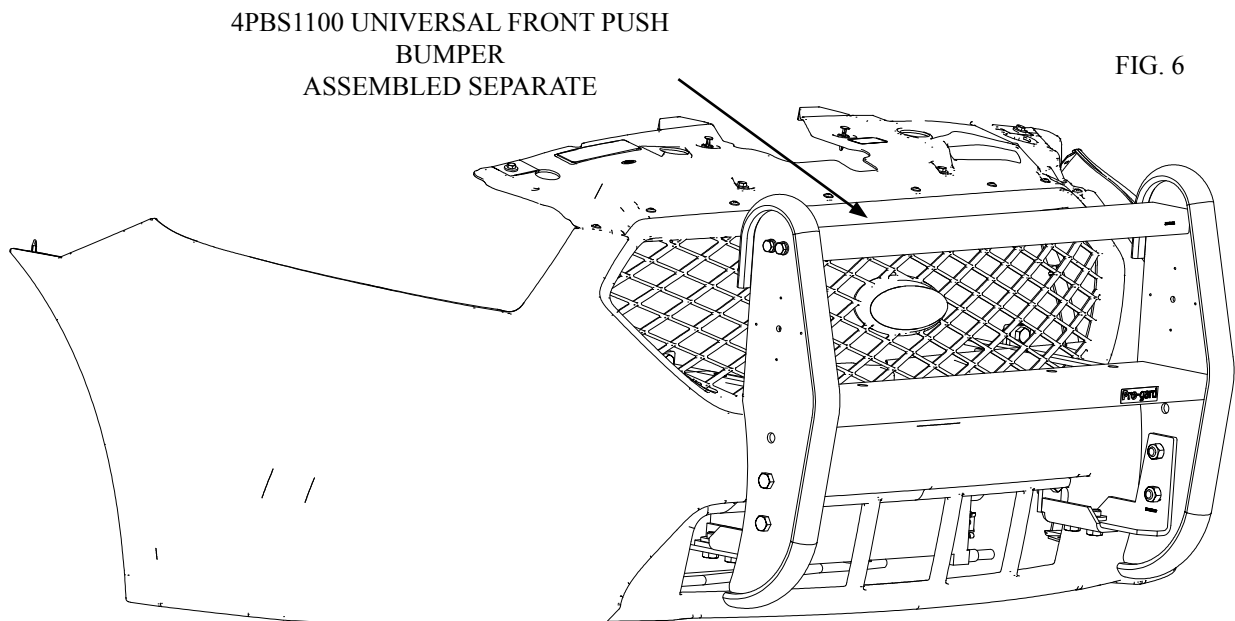 4PBS1100 UNIVERSAL FRONT PUSH
BUMPER
ASSEMBLED SEPARATE
FIG. 6
Pro-gard